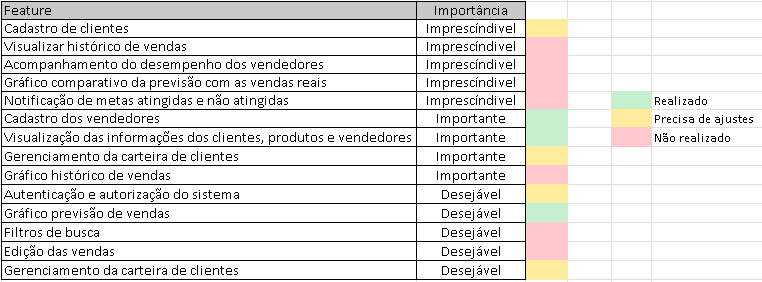 Feature Importância
Cadastro de clientes Imprescíndivel
Visualizar histórico de vendas Imprescíndivel
Acompanhamento do desempenho dos vendedores Imprescíndivel
Gráfico comparativo da previsão com as vendas reais Imprescíndivel
Notificação de metas atingidas e não atingidas Imprescíndivel
Cadastro dos vendedores Importante
Visualização das informações dos clientes, produtos e vendedores Importante
Gerenciamento da carteira de clientes Importante
Gráfico histórico de vendas Importante
Autenticação e autorização do sistema Desejável
Gráfico previsão de vendas Desejável
Filtros de busca Desejável
Edição das vendas Desejável
Gerenciamento da carteira de clientes Desejável
Realizado
Precisa de ajustes
Não realizado